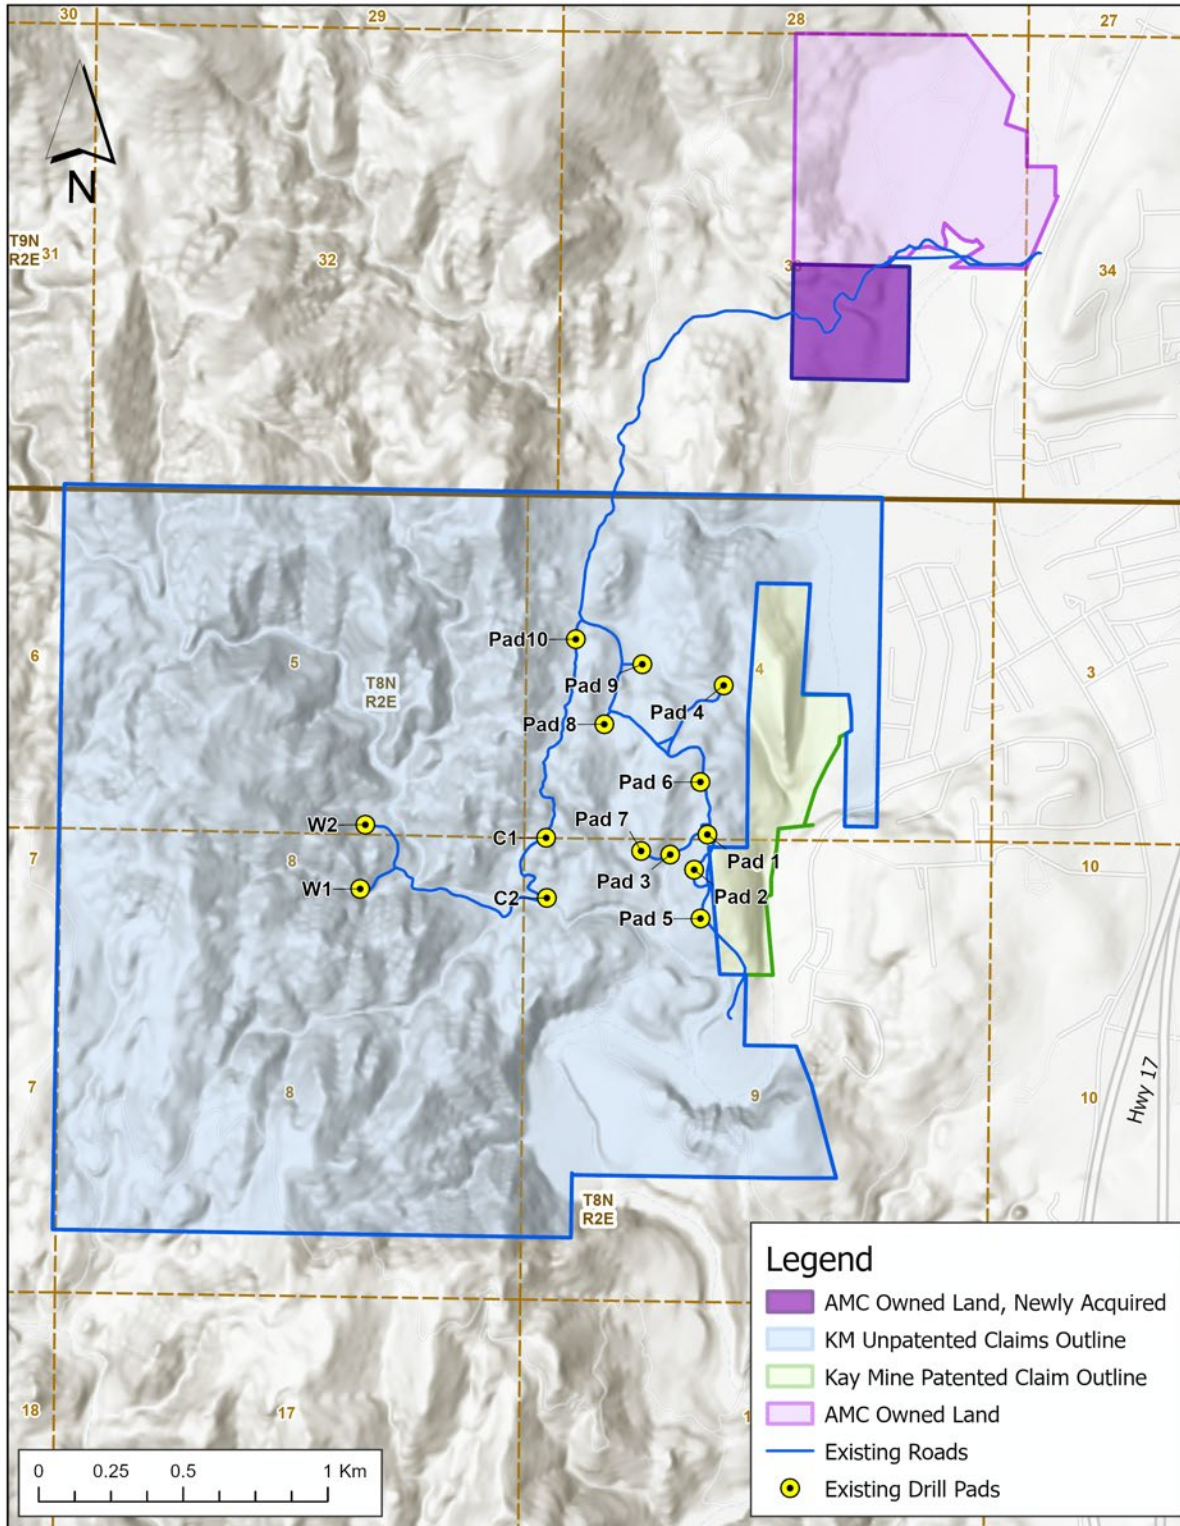 30
29
28
27
N
T9N
R2E
31
32
33
34
Pad10
Pad 9
Pad 4
Pad 8
6
5
T8N
R2E
4
3
Pad 6
Pad 7
W2
C1
Pad 1
7
8
Pad 3
10
W1
C2
Pad 2
Pad 5
7
8
9
10
Hwy 17
T8N
R2E
18
17
Legend
AMC Owned Land, Newly Acquired
KM Unpatented Claims Outline
Kay Mine Patented Claim Outline
AMC Owned Land
Existing Roads
Existing Drill Pads
0 0.25 0.5 1 Km